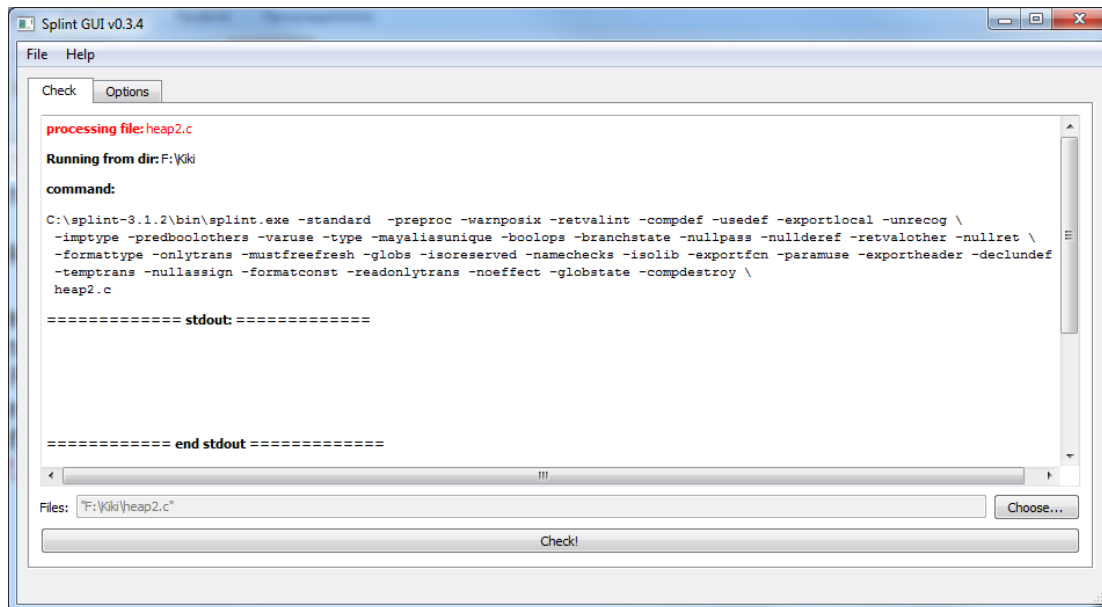 Splint GUI v0.3.4
File Help
Check Options
processing file: heap2.c
Running from dir: F:\Kiki
command:
C:\splint-3.1.2\bin\splint.exe -standard  -preproc -warnposix -retvalint -compdef -usedef -exportlocal -unrecog \
-imptype -predboolothers -varuse -type -mayaliasunique -boolops -branchstate -nullpass -nullderef -retvalother -nullret \
-formattype -onlytrans -mustfreefresh -globs -isoreserved -namechecks -isolib -exportfcn -paramuse -exportheader -declundef
-temptrans -nullassign -formatconst -readonlytrans -noeffect -globstate -compdestroy \
heap2.c
============= stdout: =============
============ end stdout =============
Files: "F:\Kiki\heap2.c" Choose...
Check!